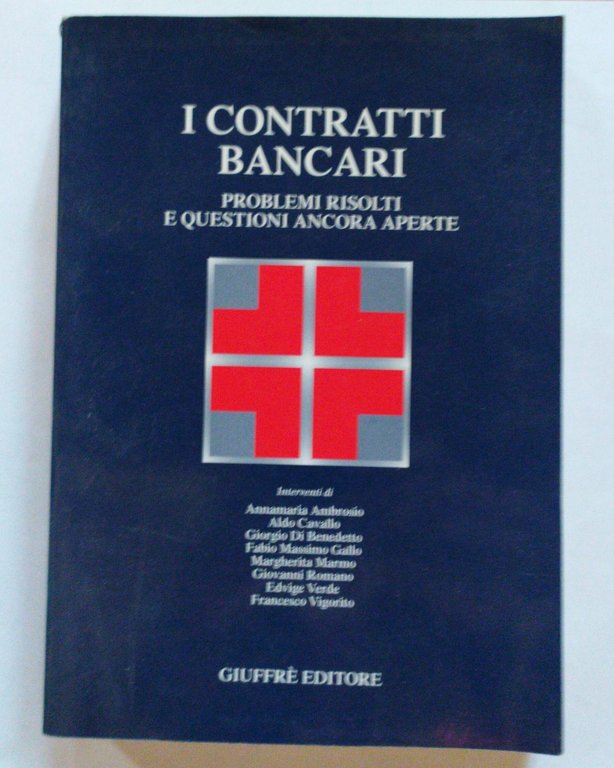 I CONTRATTI
BANCARI
PROBLEMI RISOLTI
E QUESTIONI ANCORA APERTE
Interventi di
Annamaria Ambrosio
Aldo Cavallo
Giorgio Di Benedetto
Fabio Massimo Gallo
Margherita Marmo
Giovanni Romano
Edvige Verde
Francesco Vigorito
GIUFFRÈ EDITORE